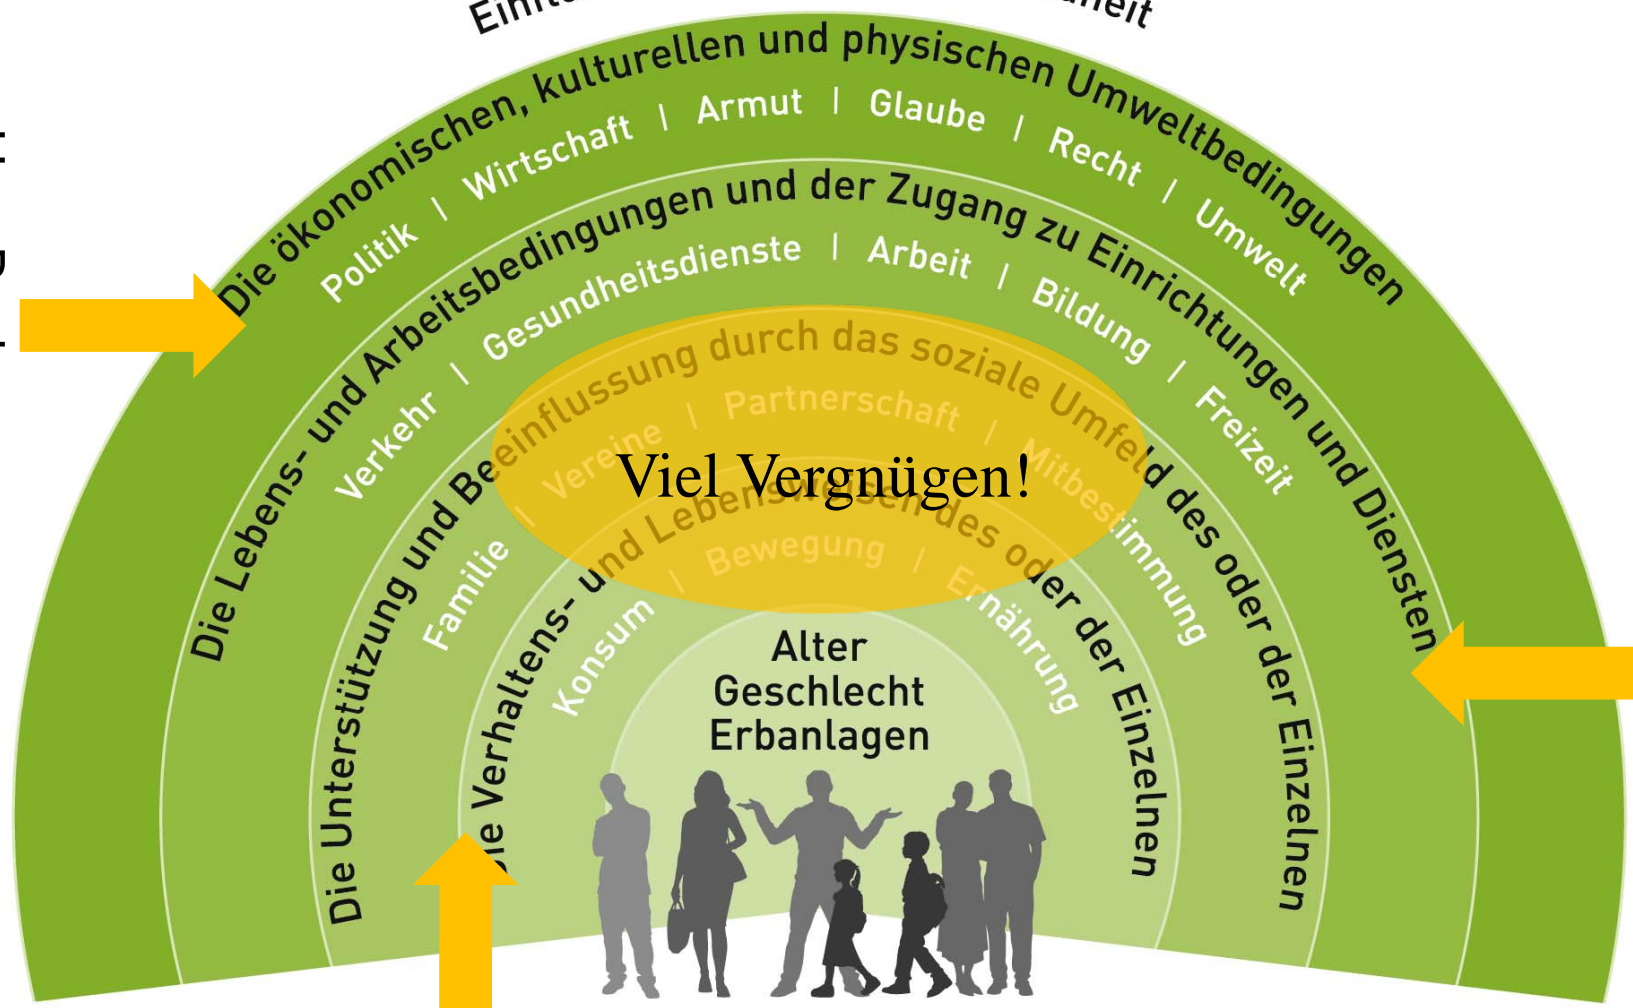 Die ökonomischen, kulturellen und physischen Umweltbedingungen
Politik | Wirtschaft | Armut | Glaube | Recht | Umwelt
Die Lebens- und Arbeitsbedingungen und der Zugang zu Einrichtungen und Diensten
Verkehr | Gesundheitsdienste | Arbeit | Bildung | Freizeit
Die Unterstützung und Beeinflussung durch das soziale Umfeld des oder der Einzelnen
Familie | Vereine | Partnerschaft | Mitbestimmung
Viel Vergnügen!
Die Verhaltens- und Lebensweisen des oder der Einzelnen
Konsum | Bewegung | Ernährung
Alter
Geschlecht
Erbanlagen